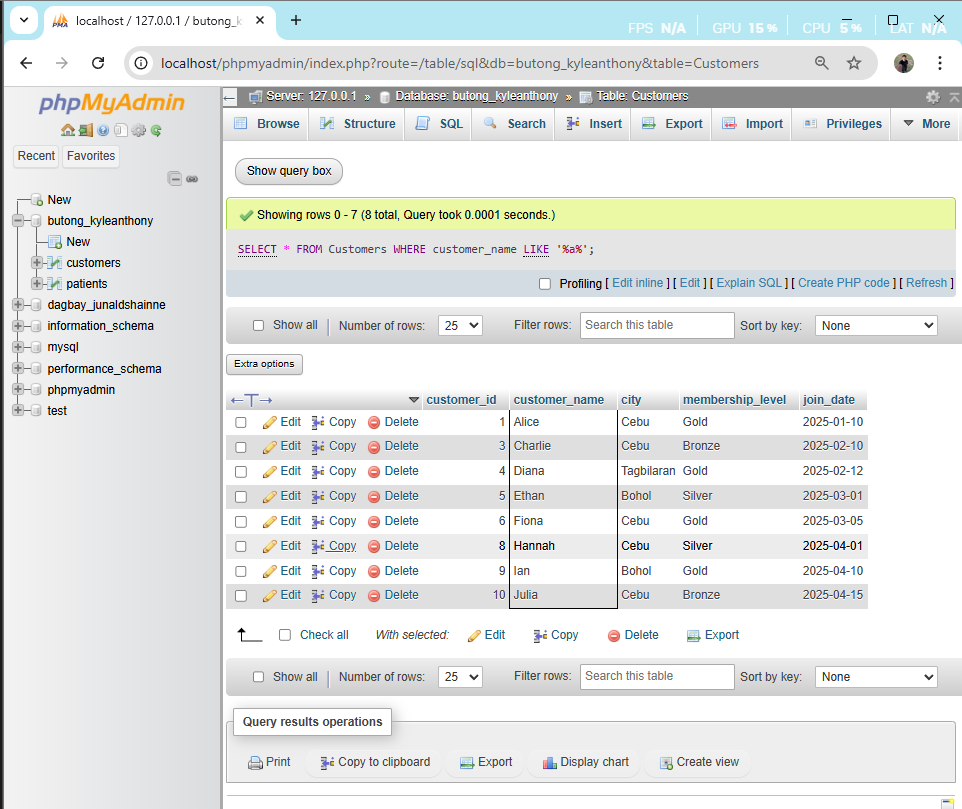 localhost / 127.0.0.1 / butong_k
FPS N/A GPU 15 % CPU 5 % LAT N/A
localhost/phpmyadmin/index.php?route=/table/sql&db=butong_kyleanthony&table=Customers
phpMyAdmin
Recent Favorites
New
butong_kyleanthony
New
customers
patients
dagbay_junaldshainne
information_schema
mysql
performance_schema
phpmyadmin
test
Server: 127.0.0.1 » Database: butong_kyleanthony » Table: Customers
Browse Structure SQL Search Insert Export Import Privileges More
Show query box
Showing rows 0 - 7 (8 total, Query took 0.0001 seconds.)
SELECT * FROM Customers WHERE customer_name LIKE '%a%';
Profiling [ Edit inline ] [ Edit ] [ Explain SQL ] [ Create PHP code ] [ Refresh ]
Show all | Number of rows: 25 Filter rows: Search this table Sort by key: None
Extra options
←T→ customer_id customer_name city membership_level join_date
Edit Copy Delete 1 Alice Cebu Gold 2025-01-10
Edit Copy Delete 3 Charlie Cebu Bronze 2025-02-10
Edit Copy Delete 4 Diana Tagbilaran Gold 2025-02-12
Edit Copy Delete 5 Ethan Bohol Silver 2025-03-01
Edit Copy Delete 6 Fiona Cebu Gold 2025-03-05
Edit Copy Delete 8 Hannah Cebu Silver 2025-04-01
Edit Copy Delete 9 Ian Bohol Gold 2025-04-10
Edit Copy Delete 10 Julia Cebu Bronze 2025-04-15
Check all With selected: Edit Copy Delete Export
Show all | Number of rows: 25 Filter rows: Search this table Sort by key: None
Query results operations
Print Copy to clipboard Export Display chart Create view